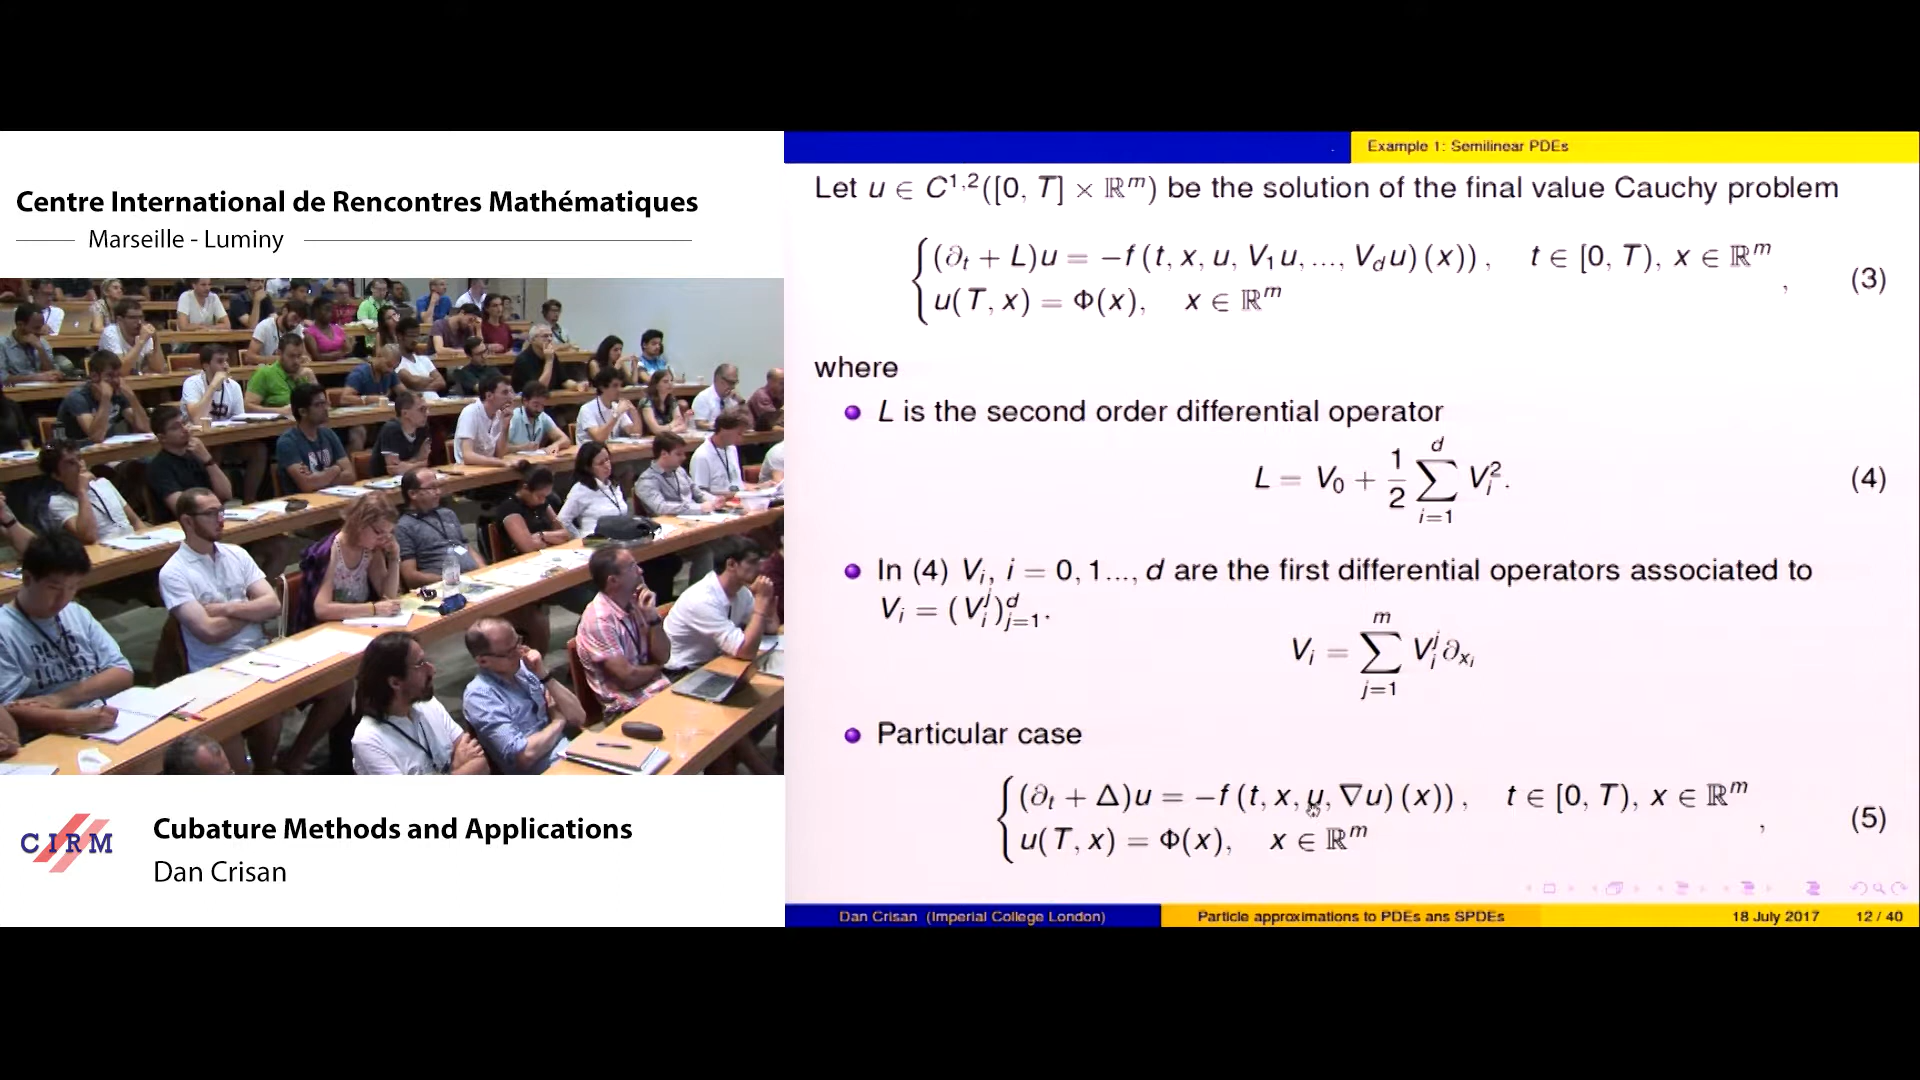 Centre International de Rencontres Mathématiques
Marseille - Luminy
CIRM
Cubature Methods and Applications
Dan Crisan
Example 1: Semilinear PDEs
Let u ∈ C^{1,2}([0, T] × ℝ^m) be the solution of the final value Cauchy problem
{ (∂_t + L)u = −f (t, x, u, V_1u, ..., V_du) (x)) , t ∈ [0, T), x ∈ ℝ^m
u(T, x) = Φ(x), x ∈ ℝ^m , (3)
where
L is the second order differential operator
L = V_0 + 1/2 ∑_{i=1}^{d} V_i^2. (4)
In (4) V_i, i = 0, 1..., d are the first differential operators associated to
V_i = (V_i^j)_{j=1}^d.
V_i = ∑_{j=1}^{m} V_i^j ∂_{x_i}
Particular case
{ (∂_t + Δ)u = −f (t, x, u, ∇u) (x)) , t ∈ [0, T), x ∈ ℝ^m
u(T, x) = Φ(x), x ∈ ℝ^m , (5)
Dan Crisan (Imperial College London) Particle approximations to PDEs ans SPDEs 18 July 2017 12 / 40